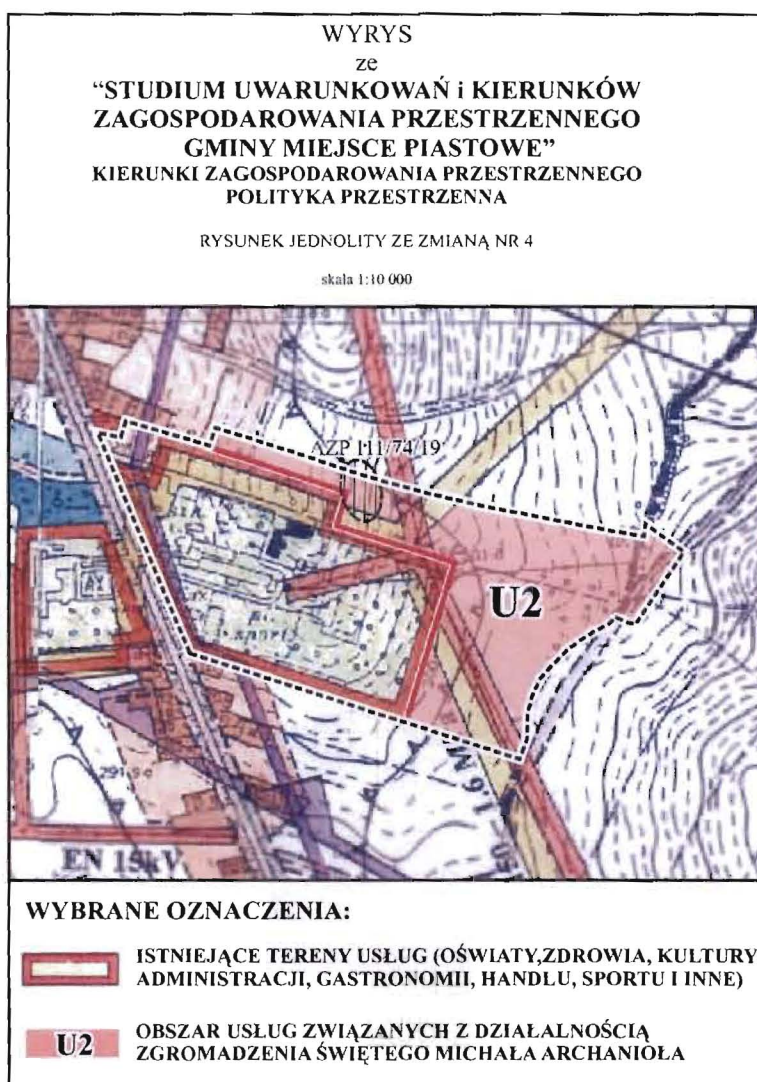 WYRYS
ze
“STUDIUM UWARUNKOWAŃ i KIERUNKÓW
ZAGOSPODAROWANIA PRZESTRZENNEGO
GMINY MIEJSCE PIASTOWE”
KIERUNKI ZAGOSPODAROWANIA PRZESTRZENNEGO
POLITYKA PRZESTRZENNA
RYSUNEK JEDNOLITY ZE ZMIANĄ NR 4
skala 1:10 000
AZP 111/74/19
U2
EN 15kV
WYBRANE OZNACZENIA:
ISTNIEJĄCE TERENY USŁUG (OŚWIATY,ZDROWIA, KULTURY
ADMINISTRACJI, GASTRONOMII, HANDLU, SPORTU I INNE)
U2 OBSZAR USŁUG ZWIĄZANYCH Z DZIAŁALNOŚCIĄ
ZGROMADZENIA ŚWIĘTEGO MICHAŁA ARCHANIOŁA